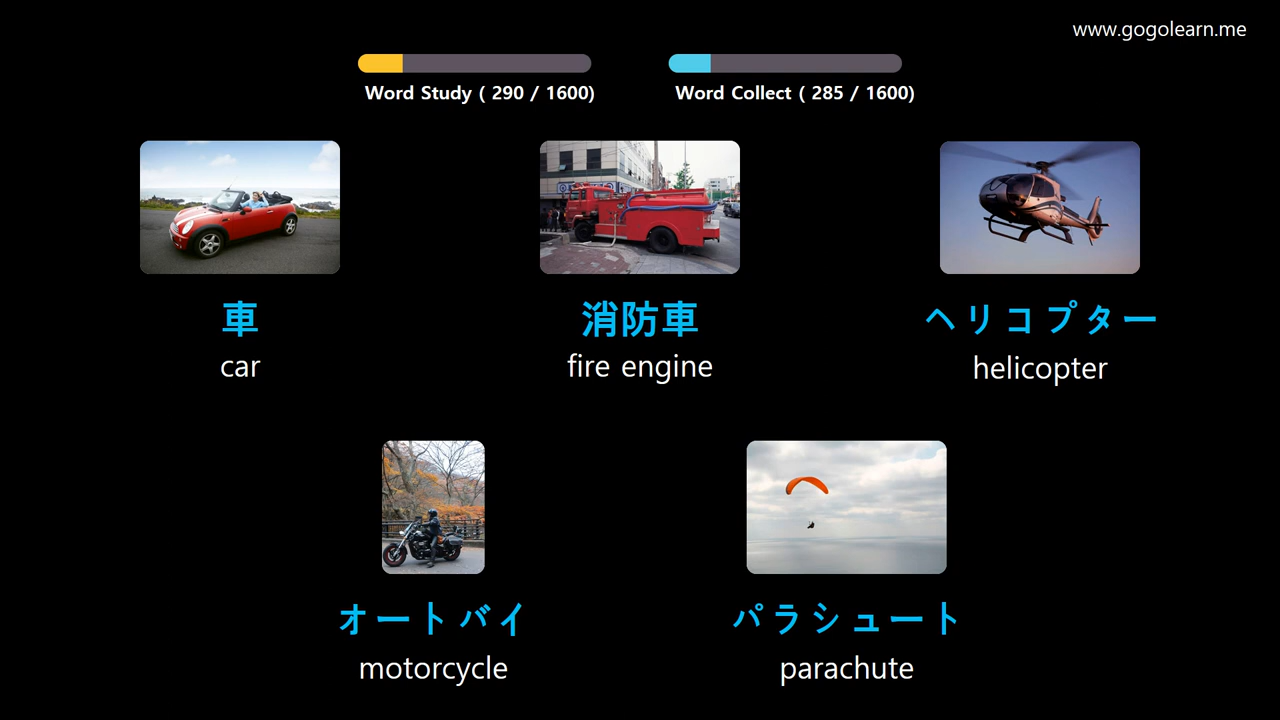 www.gogolearn.me
Word Study ( 290 / 1600)
Word Collect ( 285 / 1600)
車
car
消防車
fire engine
ヘリコプター
helicopter
オートバイ
motorcycle
パラシュート
parachute